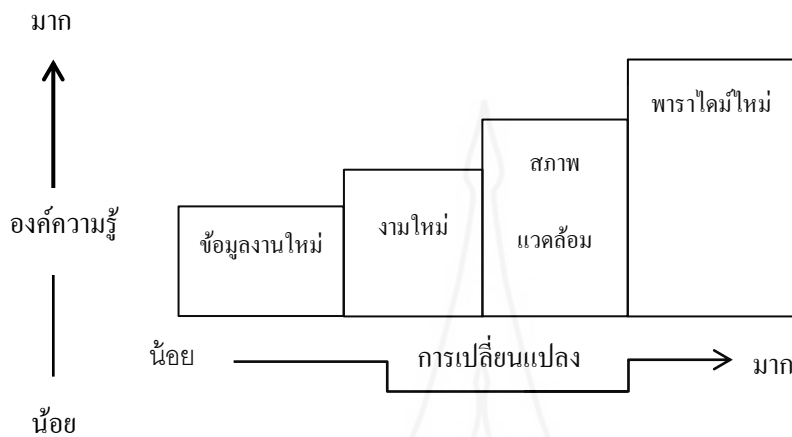 มาก
พาราไดม์ใหม่
สภาพ
แวดล้อม
งามใหม่
ข้อมูลงานใหม่
องค์ความรู้
น้อย
การเปลี่ยนแปลง
มาก
น้อย